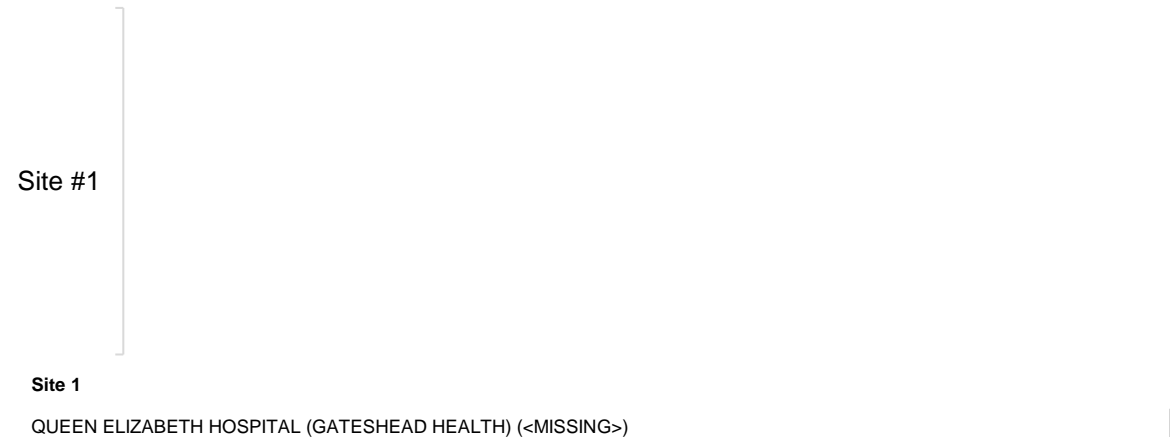 Site #1
Site 1
QUEEN ELIZABETH HOSPITAL (GATESHEAD HEALTH) (<MISSING>)